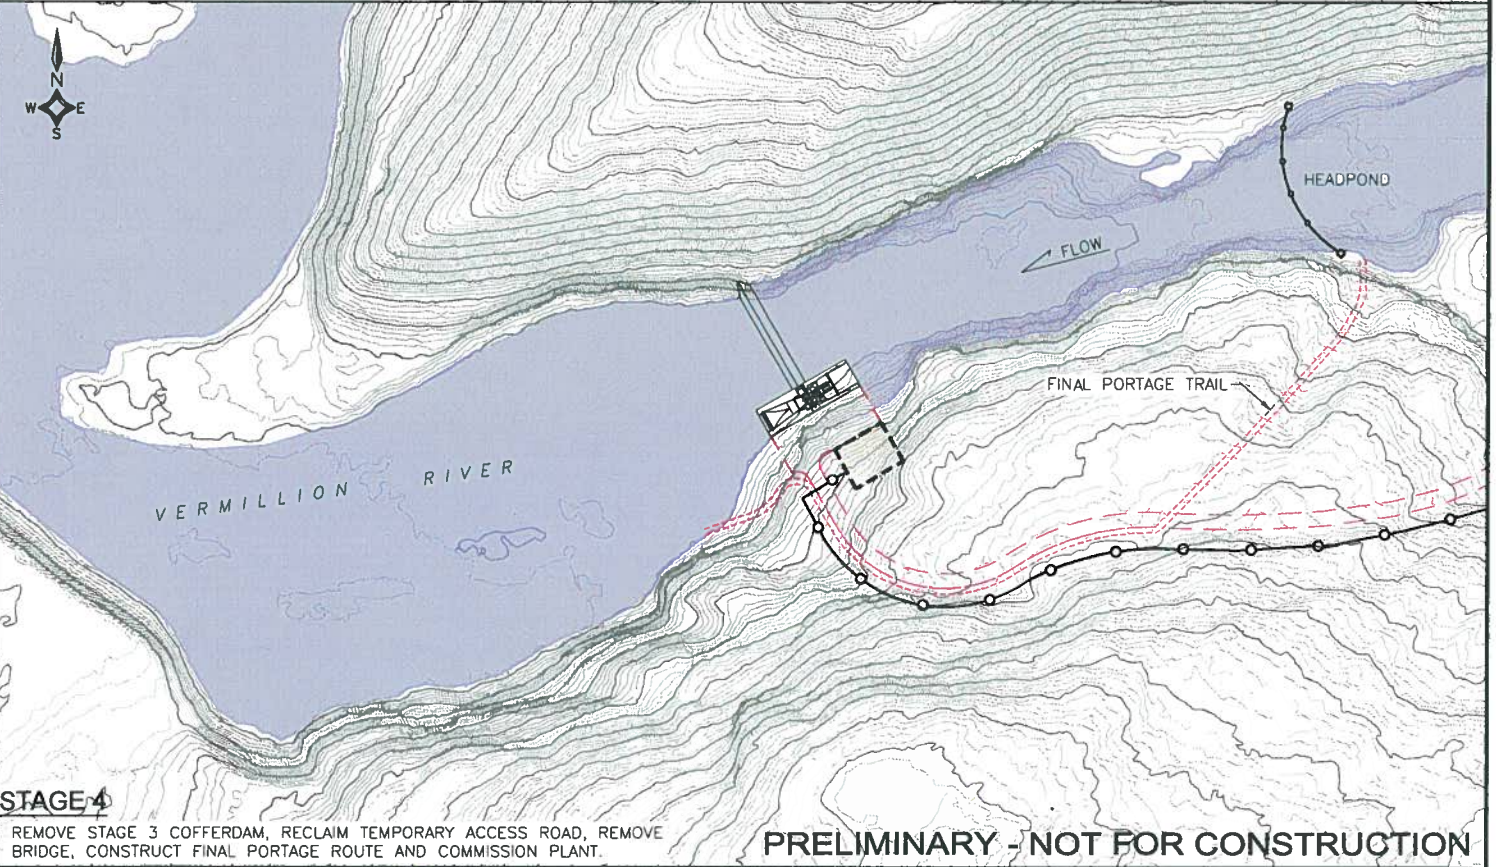 N
W E
S
HEADPOND
FLOW
FINAL PORTAGE TRAIL
VERMILLION RIVER
STAGE 4
REMOVE STAGE 3 COFFERDAM, RECLAIM TEMPORARY ACCESS ROAD, REMOVE
BRIDGE, CONSTRUCT FINAL PORTAGE ROUTE AND COMMISSION PLANT.
PRELIMINARY - NOT FOR CONSTRUCTION